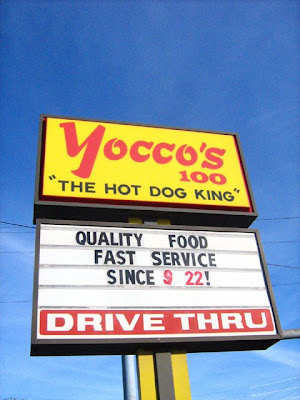 Yocco's
100
"THE HOT DOG KING"
QUALITY FOOD
FAST SERVICE
SINCE 9 22!
DRIVE THRU